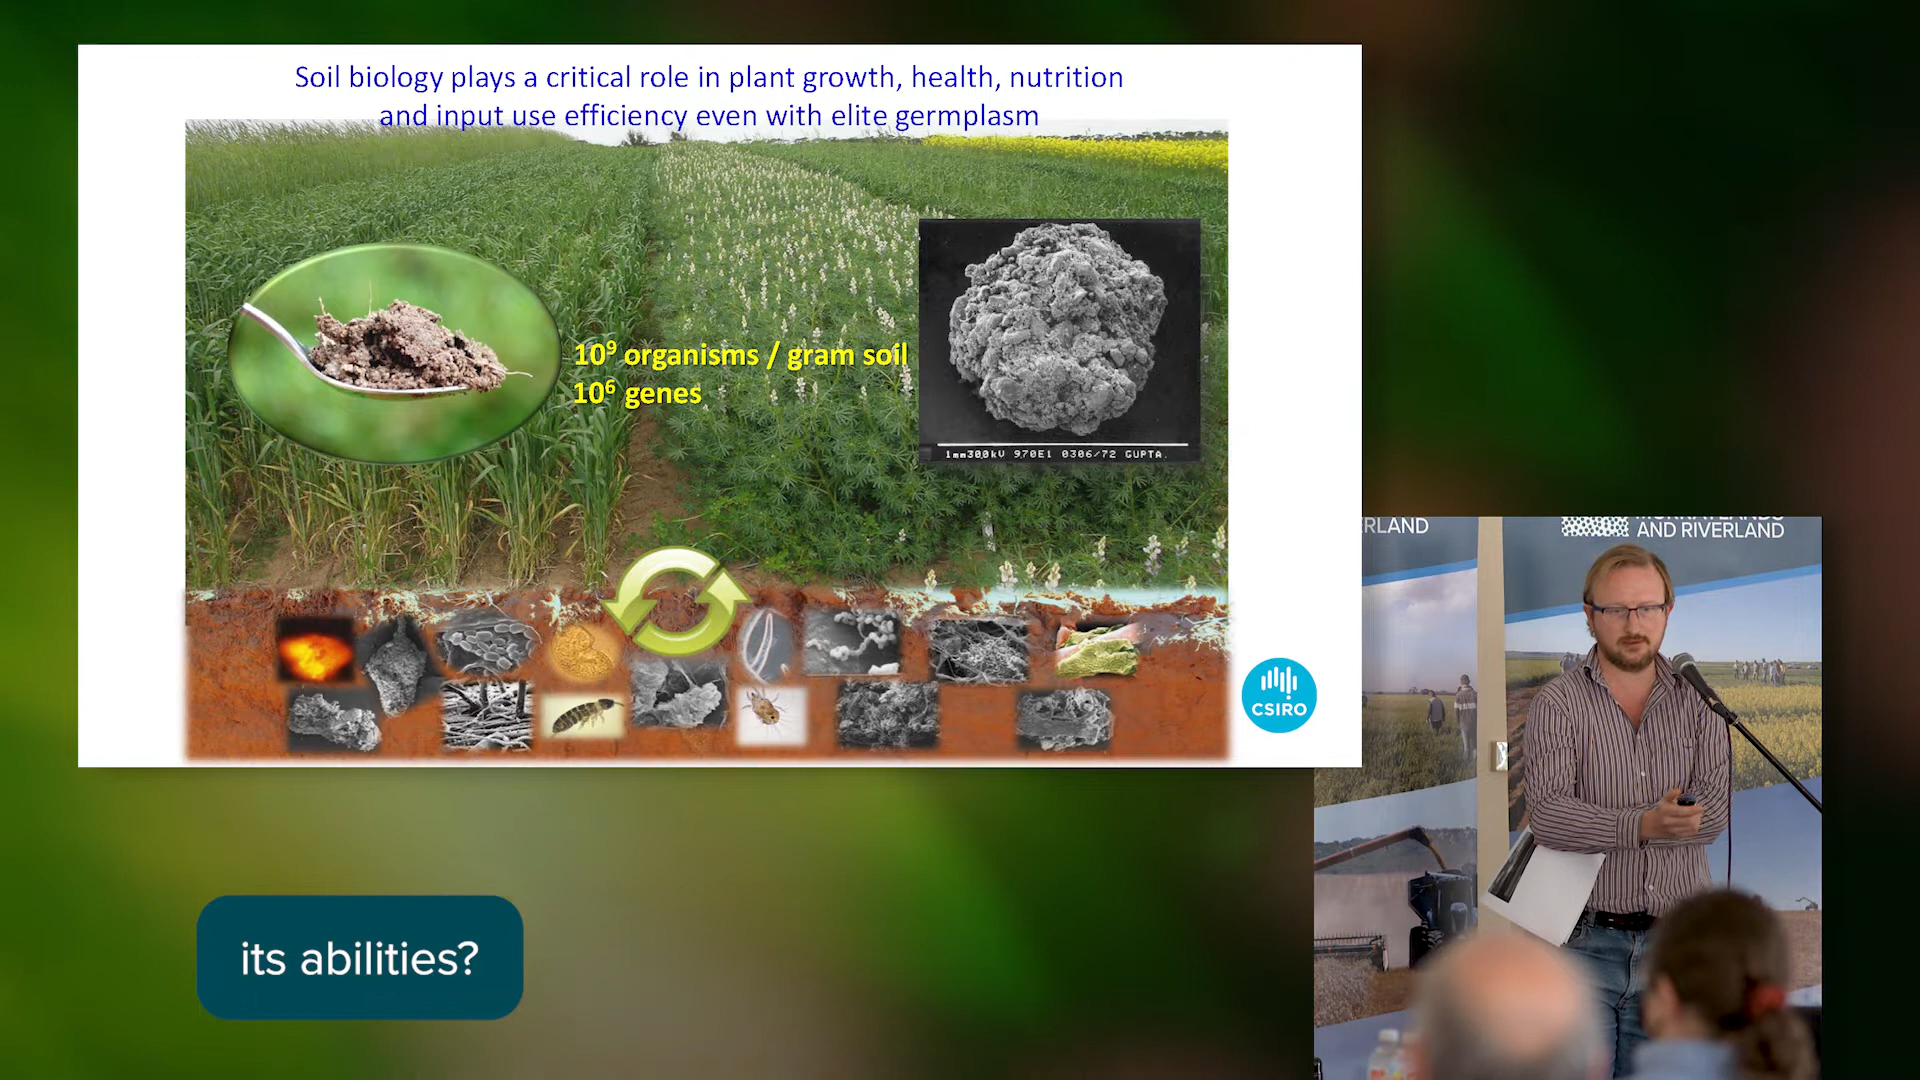 Soil biology plays a critical role in plant growth, health, nutrition
and input use efficiency even with elite germplasm
10⁹ organisms / gram soil
10⁶ genes
1mm300kV 970E1 0306/72 GUPTA.
CSIRO
RLAND
AND RIVERLAND
its abilities?